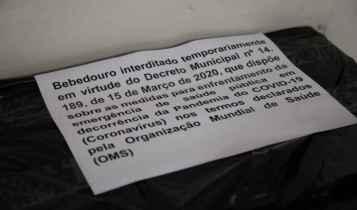 Bebedouro interditado temporariamente
em virtude do Decreto Municipal nº 14.
189, de 15 de Março de 2020, que dispõe
sobre as medidas para enfrentamento da
emergência de saúde pública em
decorrência da Pandemia do COVID-19
(Coronavírus) nos termos declarados
pela Organização Mundial de Saúde
(OMS)